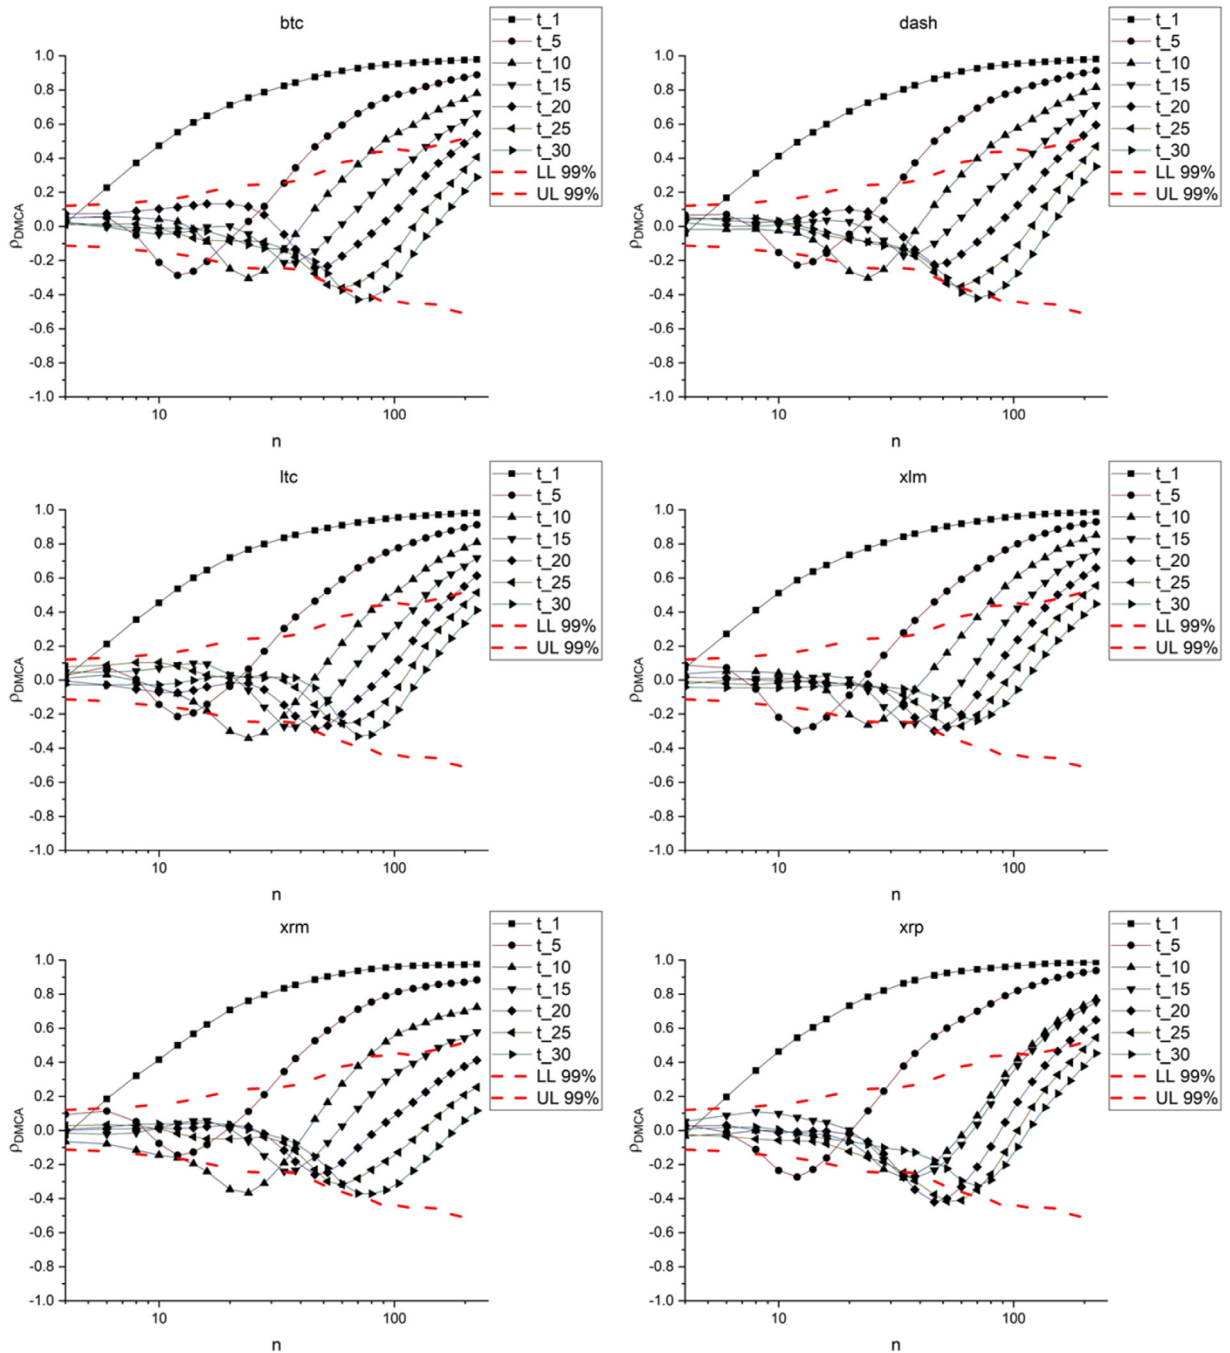 btc
t_1
t_5
t_10
t_15
t_20
t_25
t_30
LL 99%
UL 99%
1.0
0.8
0.6
0.4
0.2
0.0
-0.2
-0.4
-0.6
-0.8
-1.0
ρDMCA
10
100
n
dash
t_1
t_5
t_10
t_15
t_20
t_25
t_30
LL 99%
UL 99%
1.0
0.8
0.6
0.4
0.2
0.0
-0.2
-0.4
-0.6
-0.8
-1.0
ρDMCA
10
100
n
ltc
t_1
t_5
t_10
t_15
t_20
t_25
t_30
LL 99%
UL 99%
1.0
0.8
0.6
0.4
0.2
0.0
-0.2
-0.4
-0.6
-0.8
-1.0
ρDMCA
10
100
n
xlm
t_1
t_5
t_10
t_15
t_20
t_25
t_30
LL 99%
UL 99%
1.0
0.8
0.6
0.4
0.2
0.0
-0.2
-0.4
-0.6
-0.8
-1.0
ρDMCA
10
100
n
xrm
t_1
t_5
t_10
t_15
t_20
t_25
t_30
LL 99%
UL 99%
1.0
0.8
0.6
0.4
0.2
0.0
-0.2
-0.4
-0.6
-0.8
-1.0
ρDMCA
10
100
n
xrp
t_1
t_5
t_10
t_15
t_20
t_25
t_30
LL 99%
UL 99%
1.0
0.8
0.6
0.4
0.2
0.0
-0.2
-0.4
-0.6
-0.8
-1.0
ρDMCA
10
100
n